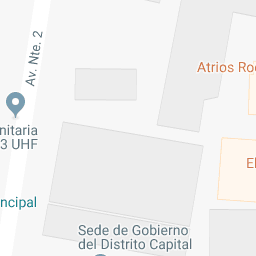 Av. Nte. 2
Atrios Ro
nitaria
3 UHF
El
ncipal
Sede de Gobierno
del Distrito Capital